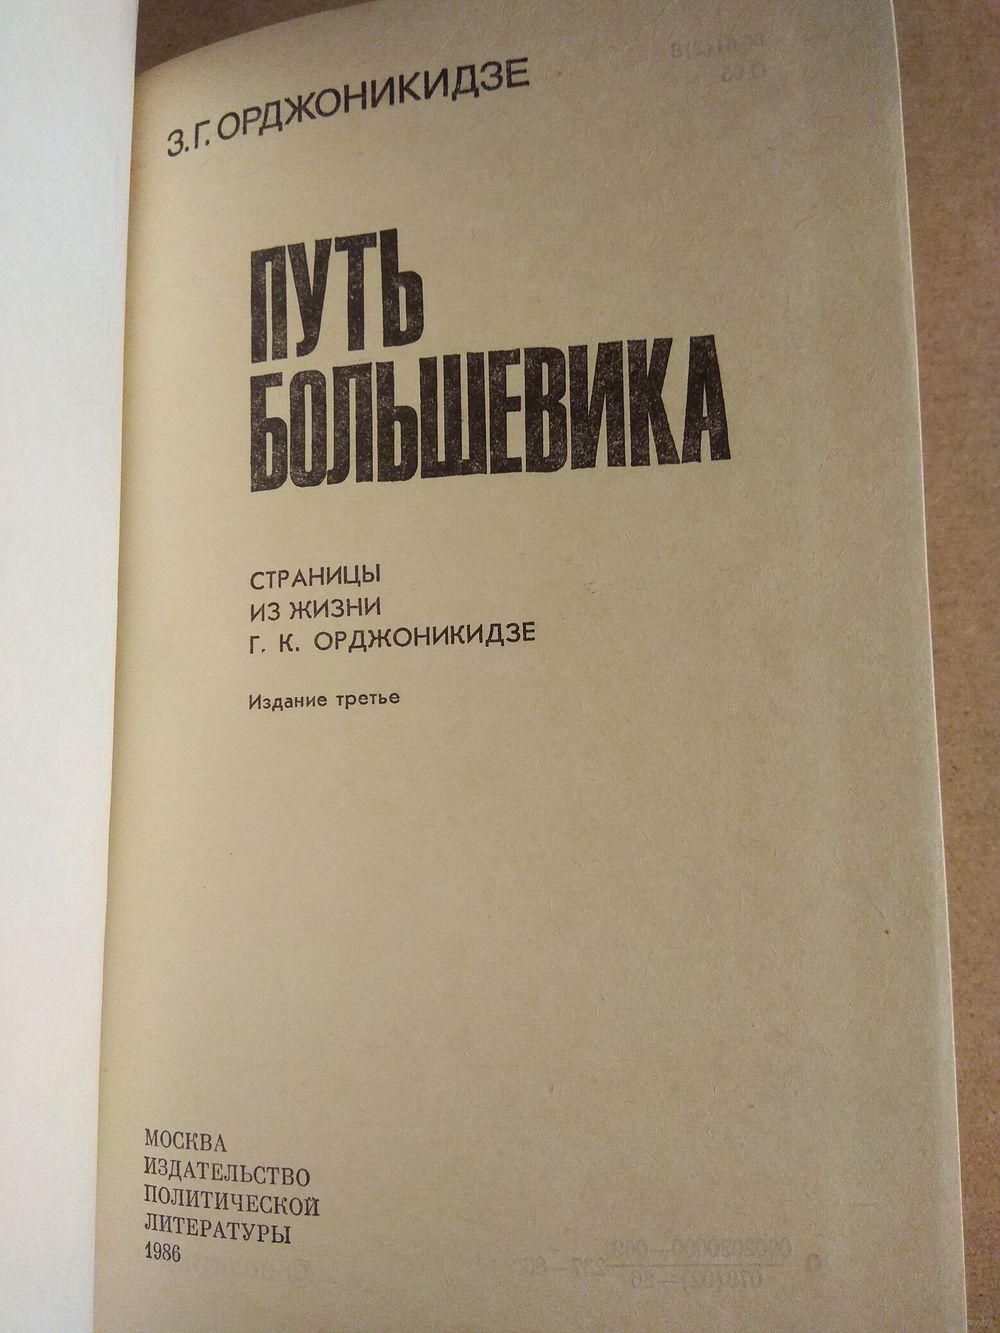 З.Г. ОРДЖОНИКИДЗЕ
ПУТЬ
БОЛЬШЕВИКА
СТРАНИЦЫ
ИЗ ЖИЗНИ
Г. К. ОРДЖОНИКИДЗЕ
Издание третье
МОСКВА
ИЗДАТЕЛЬСТВО
ПОЛИТИЧЕСКОЙ
ЛИТЕРАТУРЫ
1986